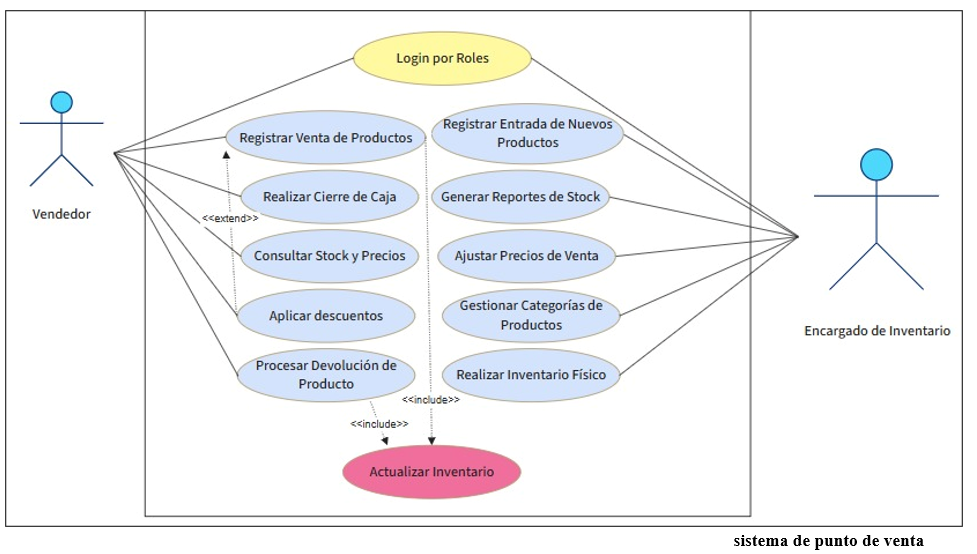 Login por Roles
Registrar Venta de Productos
Registrar Entrada de Nuevos
Productos
Realizar Cierre de Caja
Generar Reportes de Stock
<<extend>>
Vendedor
Consultar Stock y Precios
Ajustar Precios de Venta
Aplicar descuentos
Gestionar Categorías de
Productos
Encargado de Inventario
Procesar Devolución de
Producto
Realizar Inventario Físico
<<include>>
<<include>>
Actualizar Inventario
sistema de punto de venta